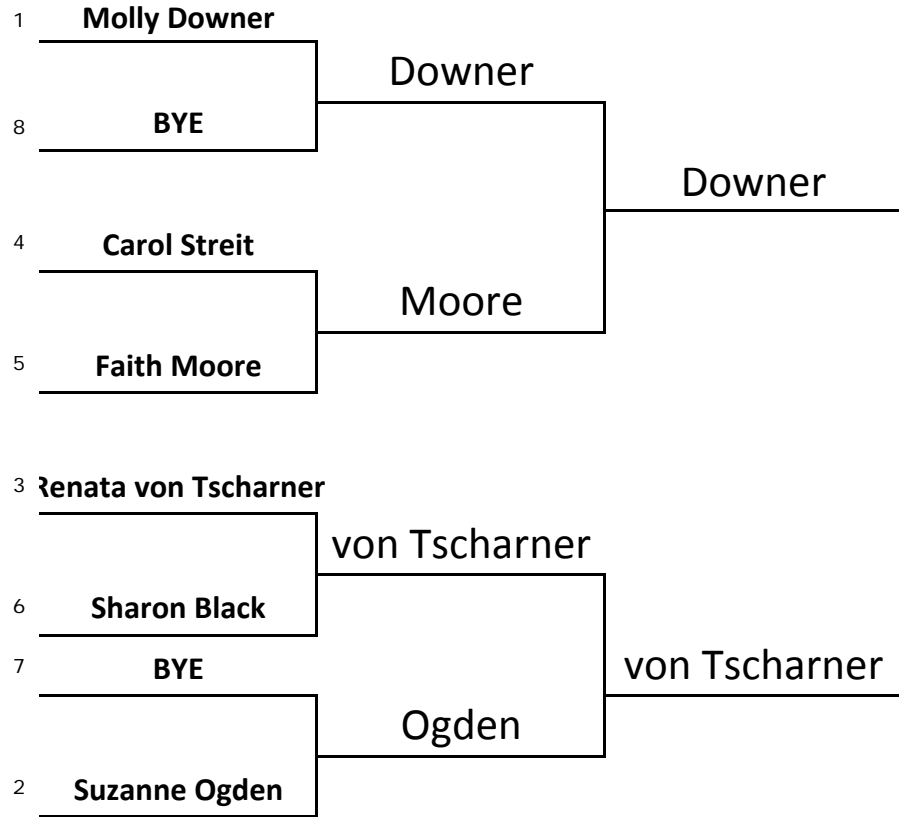 1 Molly Downer
Downer
8 BYE
Downer
4 Carol Streit
Moore
5 Faith Moore
3 Renata von Tscharner
von Tscharner
6 Sharon Black
7 BYE
von Tscharner
Ogden
2 Suzanne Ogden